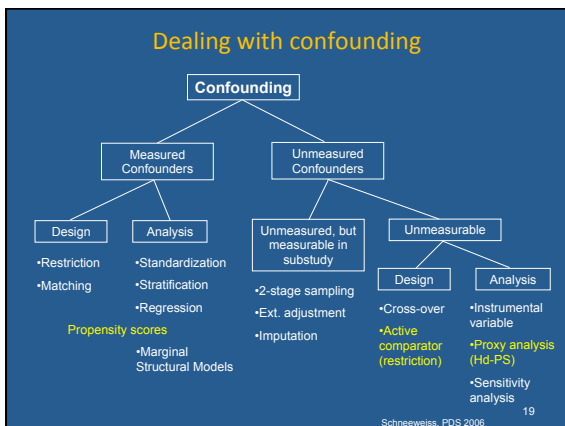 Dealing with confounding
Confounding
Measured
Confounders
Unmeasured
Confounders
Design
•Restriction
•Matching
Analysis
•Standardization
•Stratification
•Regression
Propensity scores
•Marginal
Structural Models
Unmeasured, but
measurable in
substudy
•2-stage sampling
•Ext. adjustment
•Imputation
Unmeasurable
Design
•Cross-over
•Active
comparator
(restriction)
Analysis
•Instrumental
variable
•Proxy analysis
(Hd-PS)
•Sensitivity
analysis
19
Schneeweiss, PDS 2006